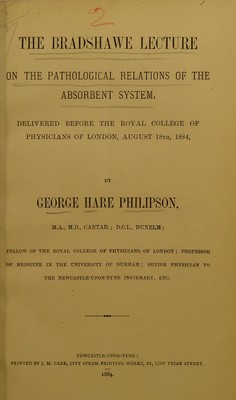 2
THE BRADSHAWE LECTURE
ON THE PATHOLOGICAL RELATIONS OF THE
ABSORBENT SYSTEM,
DELIVERED BEFORE THE ROYAL COLLEGE OF
PHYSICIANS OF LONDON, AUGUST 18TH, 1884,
BY
GEORGE HARE PHILIPSON,
M.A., M.D., CANTAB.; D.C.L., DUNELM;
FELLOW OF THE ROYAL COLLEGE OF PHYSICIANS OF LONDON; PROFESSOR
OF MEDICINE IN THE UNIVERSITY OF DURHAM; SENIOR PHYSICIAN TO
THE NEWCASTLE-UPON-TYNE INFIRMARY, ETC.
NEWCASTLE-UPON-TYNE:
PRINTED BY J. M. CARR, CITY STEAM PRINTING WORKS, 21, LOW FRIAR STREET.
1884.